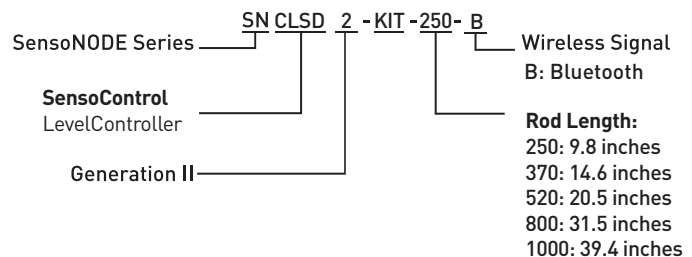 SN CLSD 2 - KIT - 250 - B
SensoNODE Series
Wireless Signal
B: Bluetooth
SensoControl
LevelController
Generation II
Rod Length:
250: 9.8 inches
370: 14.6 inches
520: 20.5 inches
800: 31.5 inches
1000: 39.4 inches